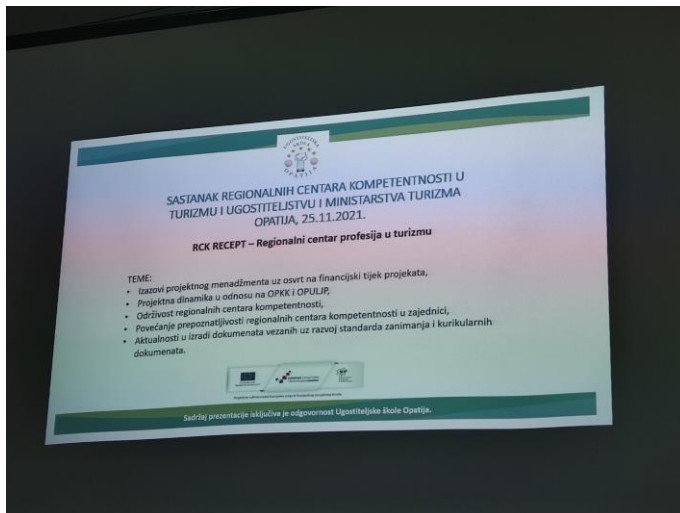 UGOSTITELJSKA
ŠKOLA
OPATIJA
SASTANAK REGIONALNIH CENTARA KOMPETENTNOSTI U
TURIZMU I UGOSTITELJSTVU I MINISTARSTVA TURIZMA
OPATIJA, 25.11.2021.
RCK RECEPT – Regionalni centar profesija u turizmu
TEME:
• Izazovi projektnog menadžmenta uz osvrt na financijski tijek projekata,
• Projektna dinamika u odnosu na OPKK i OPULJP,
• Održivost regionalnih centara kompetentnosti,
• Povećanje prepoznatljivosti regionalnih centara kompetentnosti u zajednici,
• Aktualnosti u izradi dokumenata vezanih uz razvoj standarda zanimanja i kurikularnih
dokumenata.
Sadržaj prezentacije isključiva je odgovornost Ugostiteljske škole Opatija.